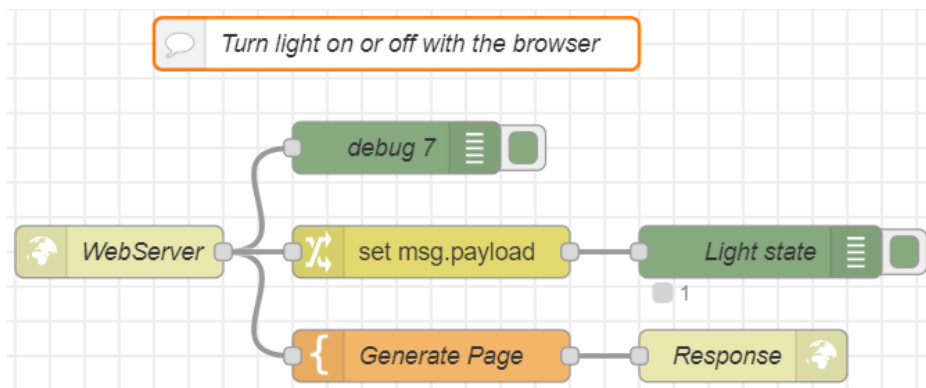 Turn light on or off with the browser
debug 7
WebServer
set msg.payload
Light state
1
Generate Page
Response